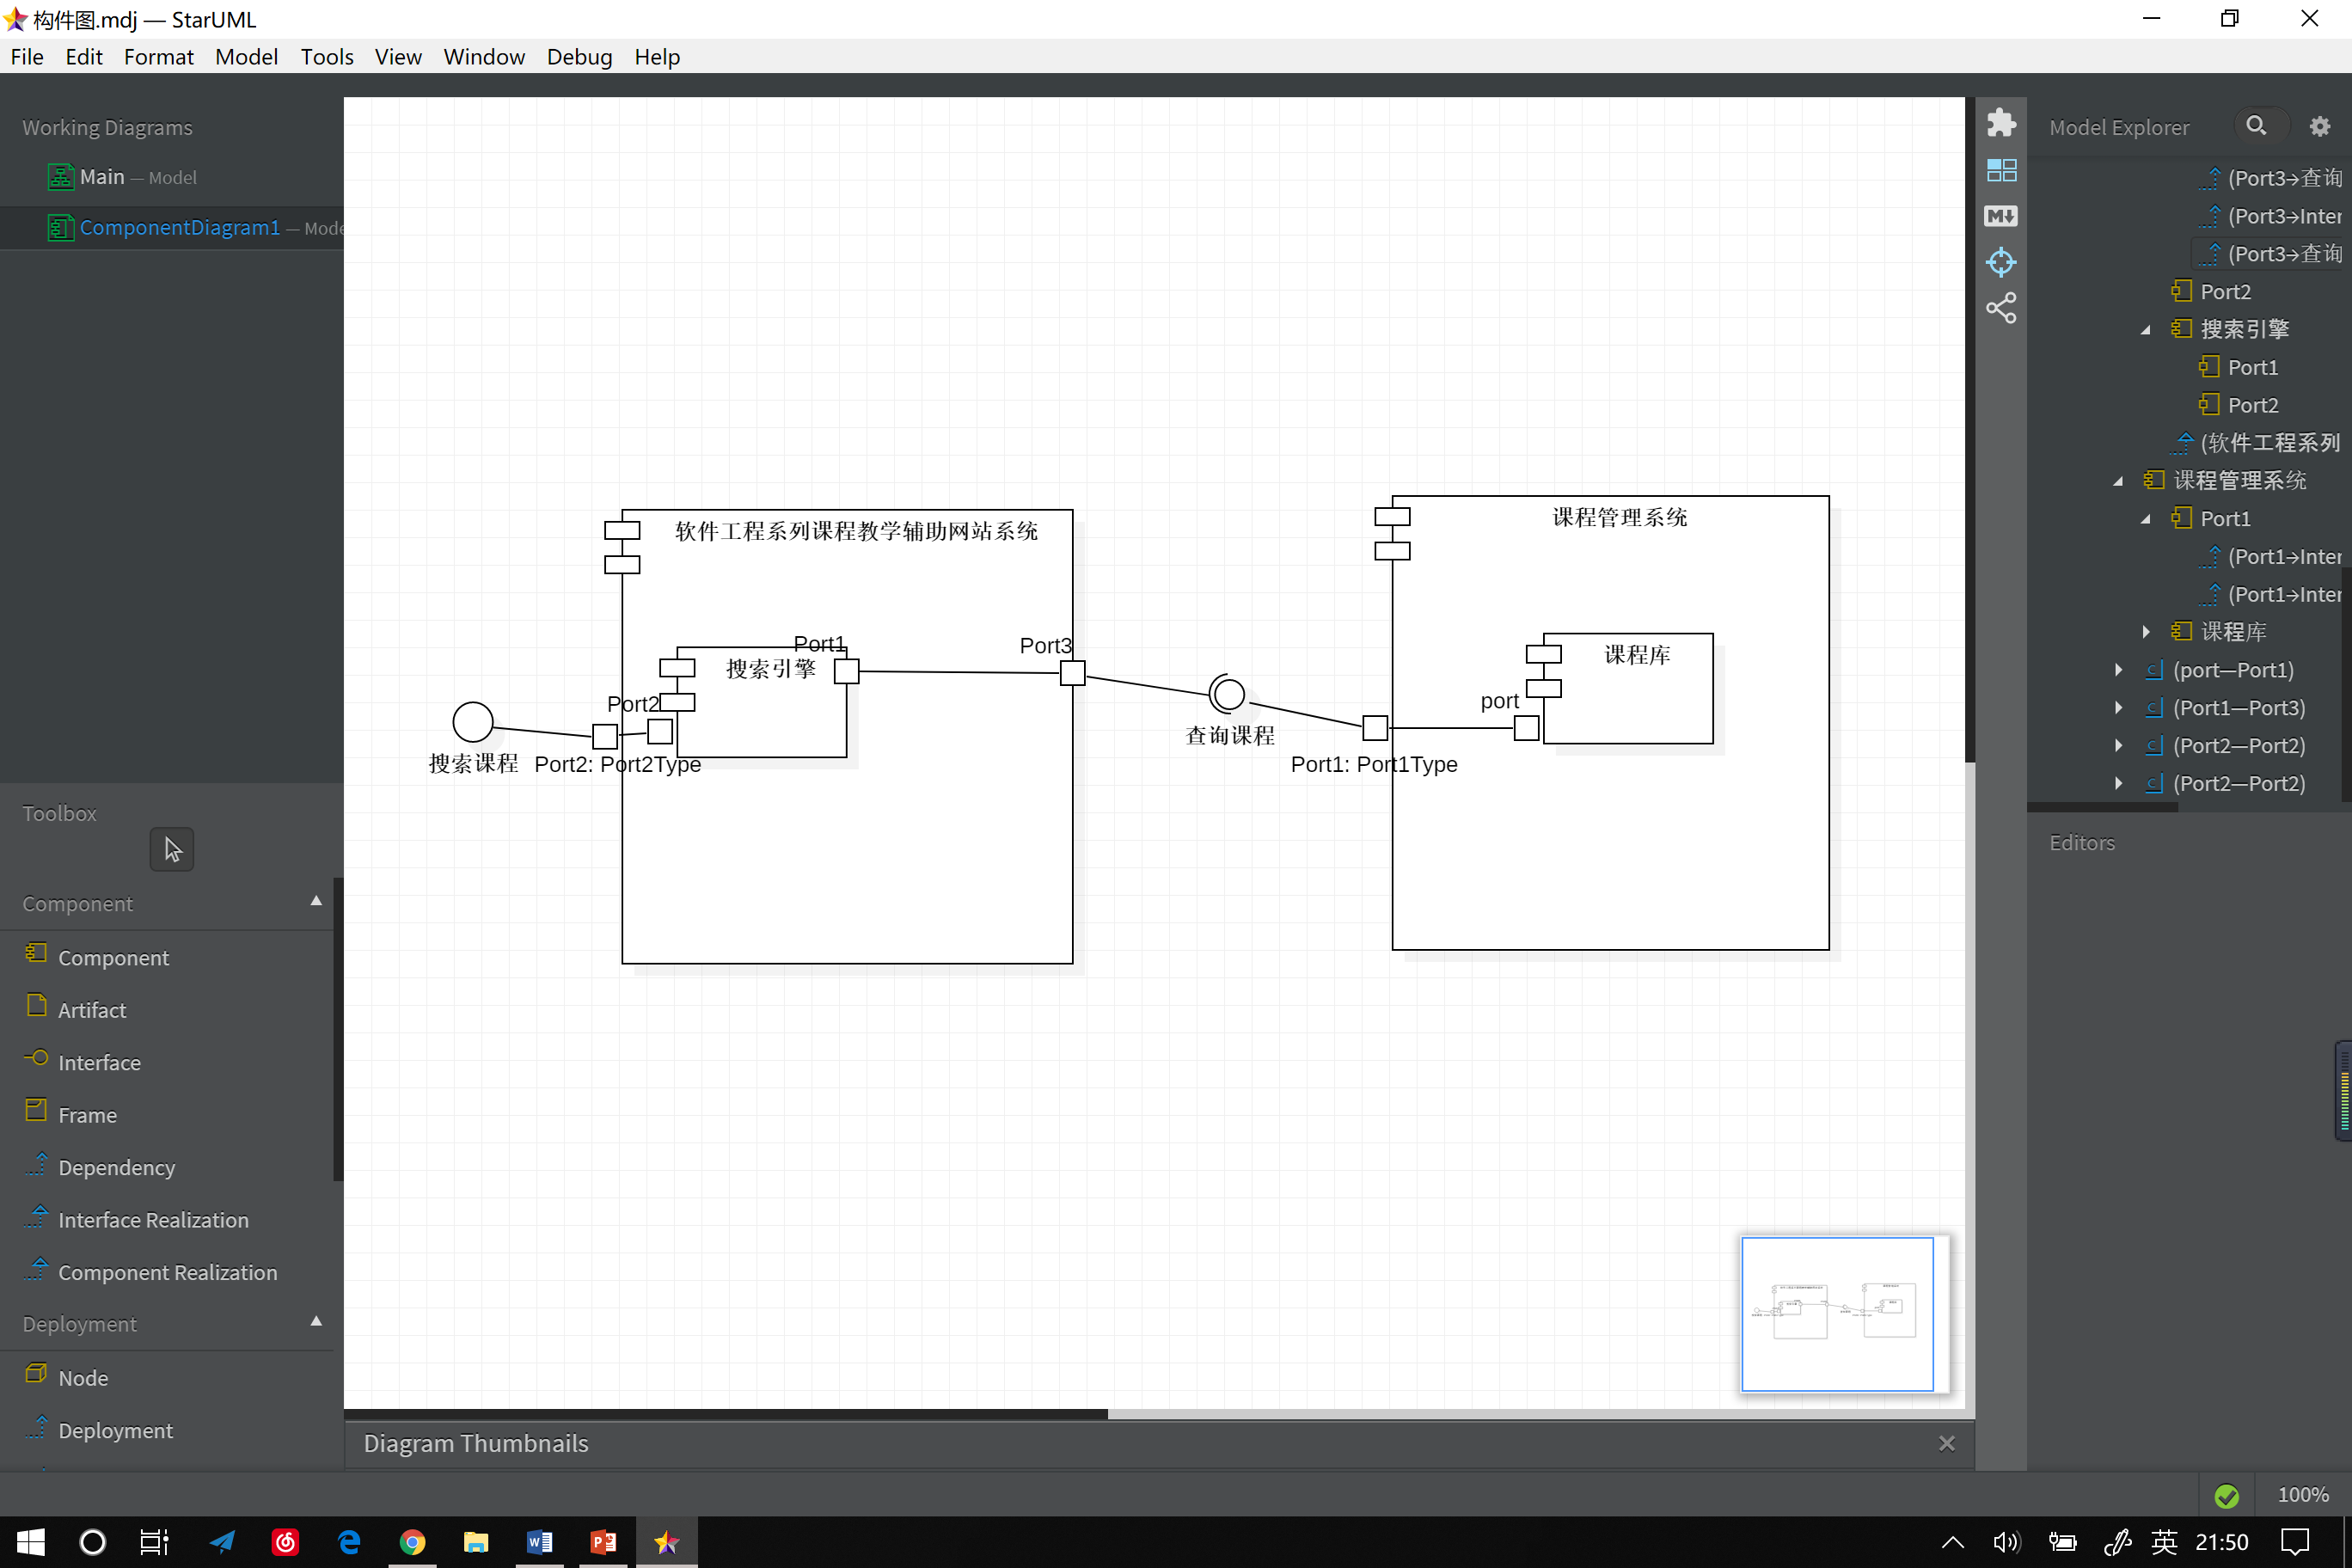 构件图.mdj — StarUML
File Edit Format Model Tools View Window Debug Help
Working Diagrams
Main — Model
ComponentDiagram1 — Mode
Toolbox
Component
Component
Artifact
Interface
Frame
Dependency
Interface Realization
Component Realization
Deployment
Node
Deployment
软件工程系列课程教学辅助网站系统
课程管理系统
Port1
Port3
搜索引擎
课程库
Port2
port
搜索课程
Port2: Port2Type
查询课程
Port1: Port1Type
Diagram Thumbnails
Model Explorer
(Port3→查询
(Port3→Inter
(Port3→查询
Port2
搜索引擎
Port1
Port2
(软件工程系列
课程管理系统
Port1
(Port1→Inter
(Port1→Inter
课程库
(port—Port1)
(Port1—Port3)
(Port2—Port2)
(Port2—Port2)
Editors
100%
英 21:50